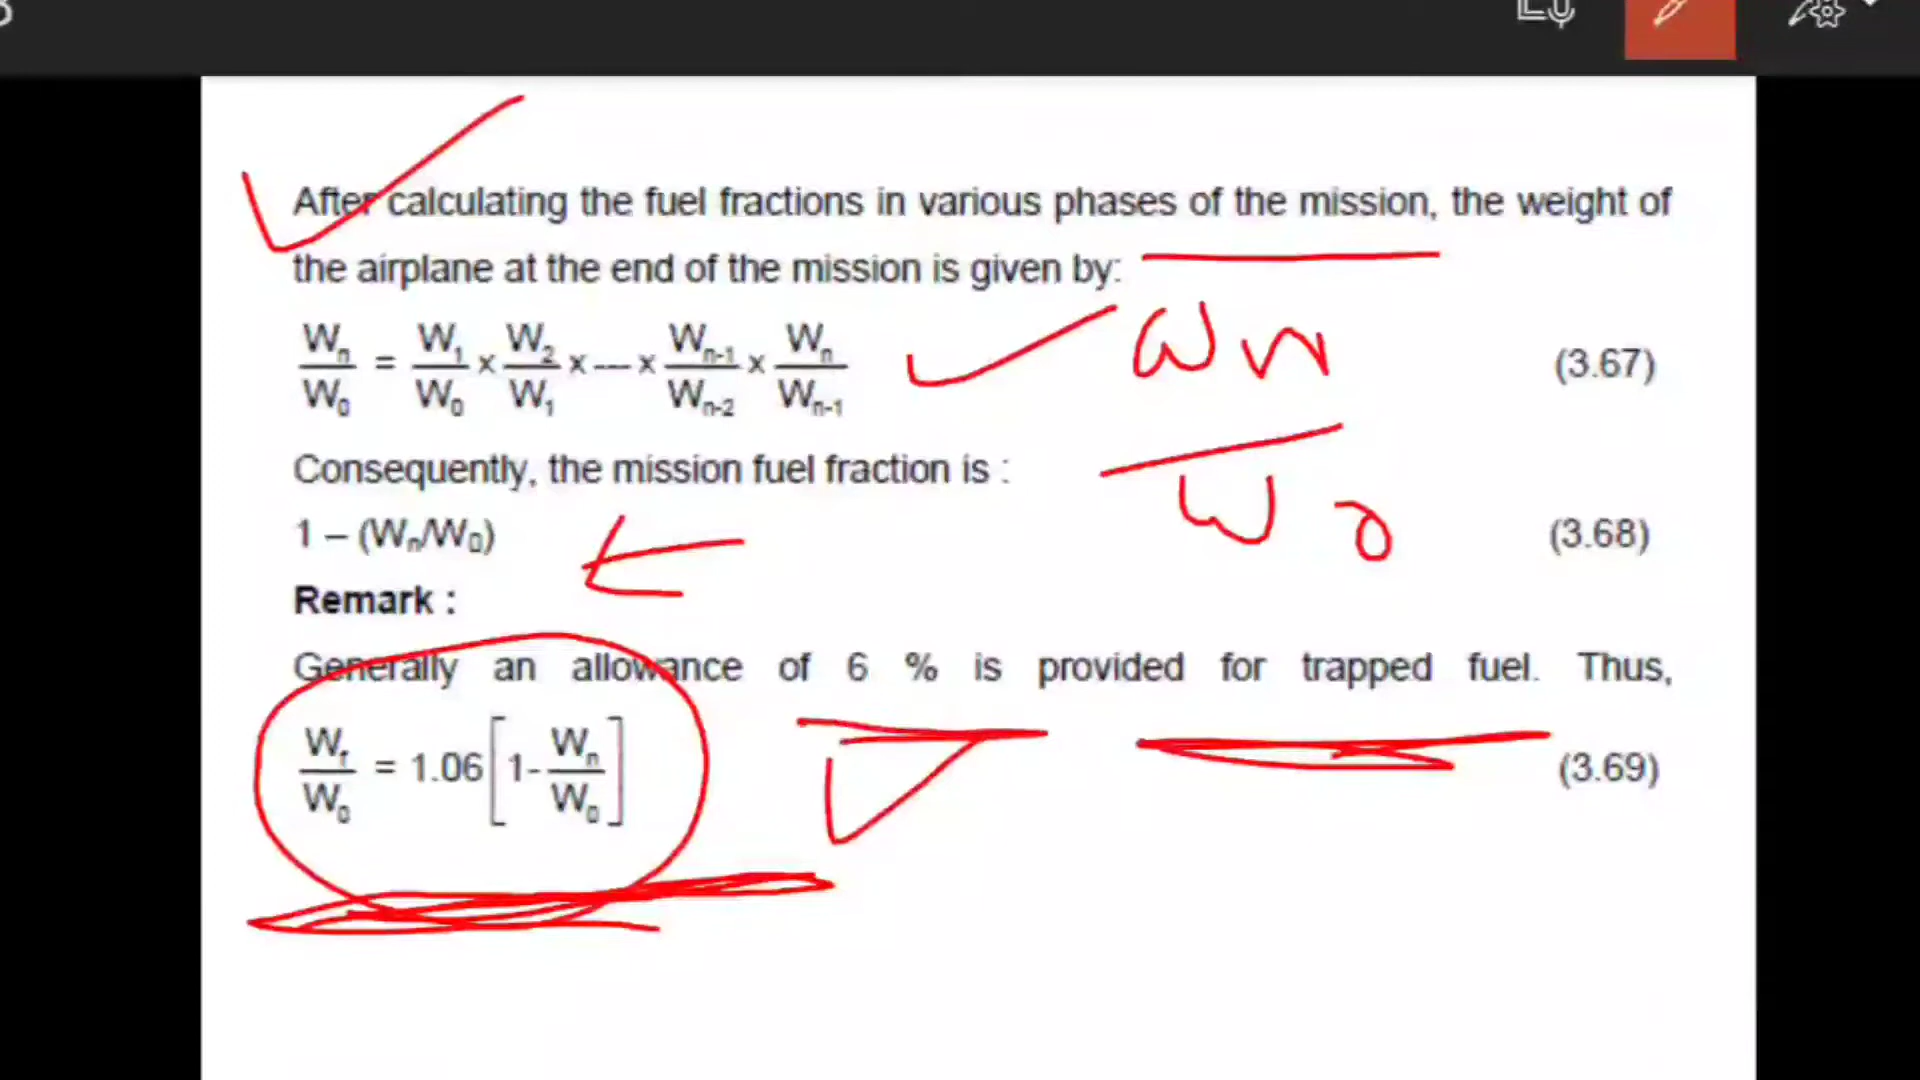 After calculating the fuel fractions in various phases of the mission, the weight of
the airplane at the end of the mission is given by:
Wn/W0 = W1/W0 × W2/W1 × --- × Wn-1/Wn-2 × Wn/Wn-1 (3.67)
Wn
W0
Consequently, the mission fuel fraction is :
1 – (Wn/W0) (3.68)
Remark :
Generally an allowance of 6 % is provided for trapped fuel. Thus,
Wf/W0 = 1.06[1-Wn/W0] (3.69)